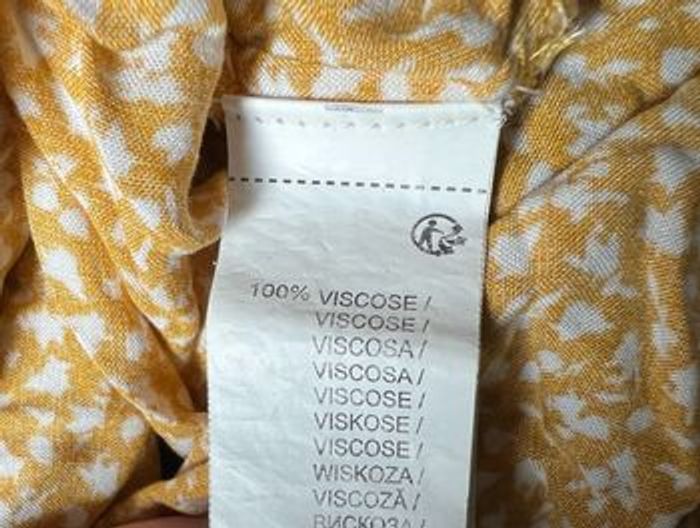 100% VISCOSE /
VISCOSE /
VISCOSA /
VISCOSA /
VISCOSE /
VISKOSE /
VISCOSE /
WISKOZA /
VISCOZĂ /
ВИСКОЗА /